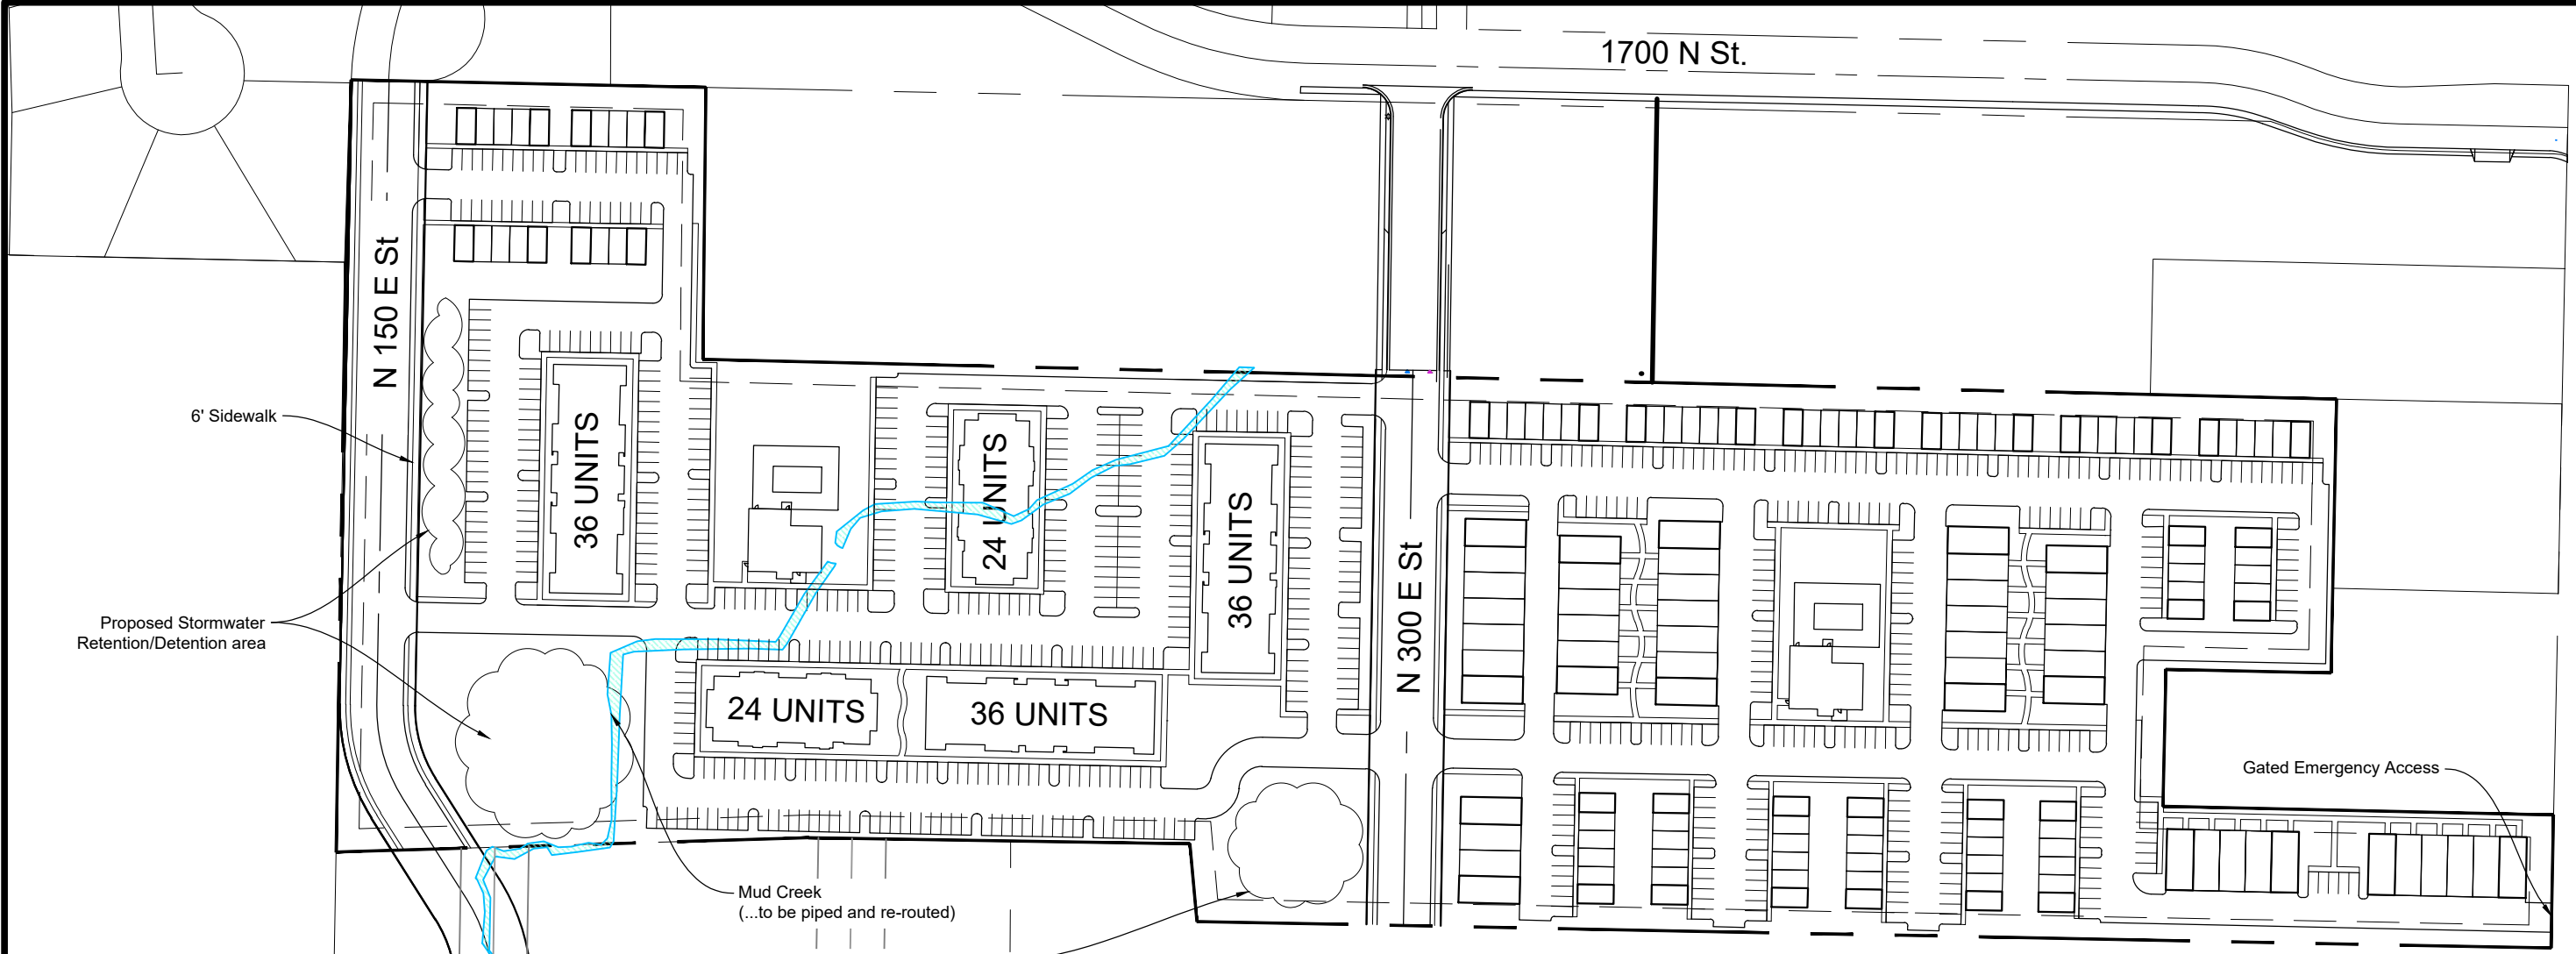 1700 N St.
N 150 E St
6' Sidewalk
36 UNITS
24 UNITS
36 UNITS
N 300 E St
Proposed Stormwater
Retention/Detention area
24 UNITS
36 UNITS
Gated Emergency Access
Mud Creek
(...to be piped and re-routed)